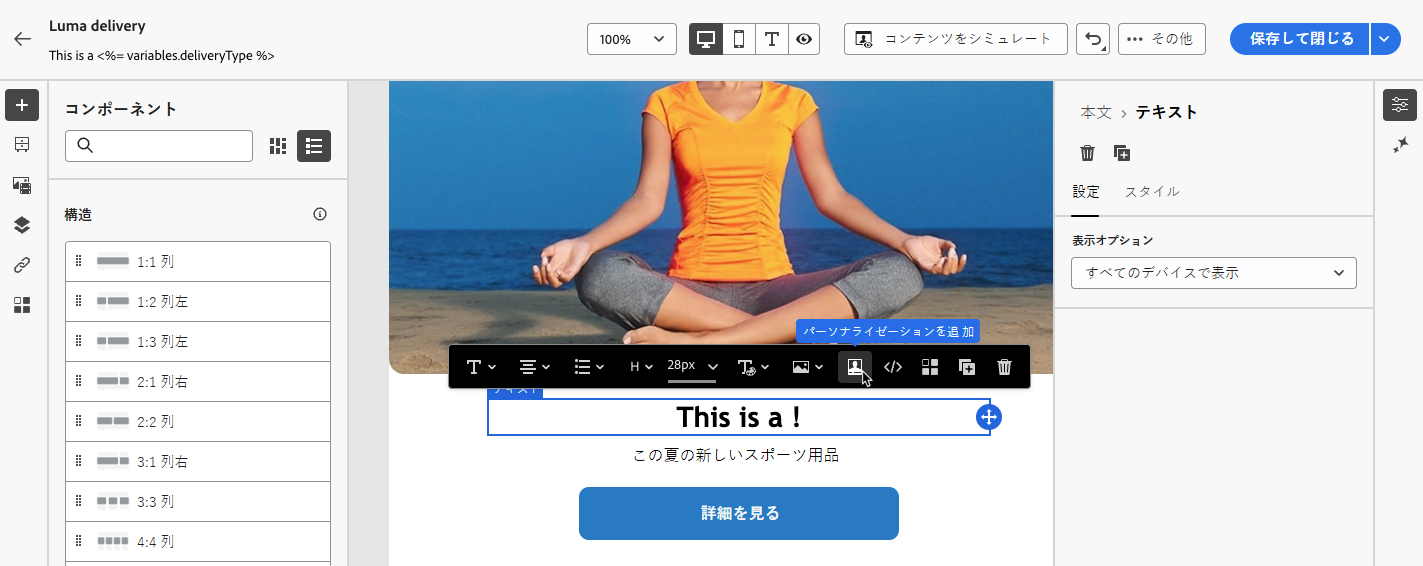 Luma delivery
This is a <%= variables.deliveryType %>
100%
コンテンツをシミュレート
その他
保存して閉じる
コンポーネント
構造
1:1 列
1:2 列左
1:3 列左
2:1 列右
2:2 列
3:1 列右
3:3 列
4:4 列
パーソナライゼーションを追加
H
28px
テキスト
This is a !
この夏の新しいスポーツ用品
詳細を見る
本文 › テキスト
設定
スタイル
表示オプション
すべてのデバイスで表示